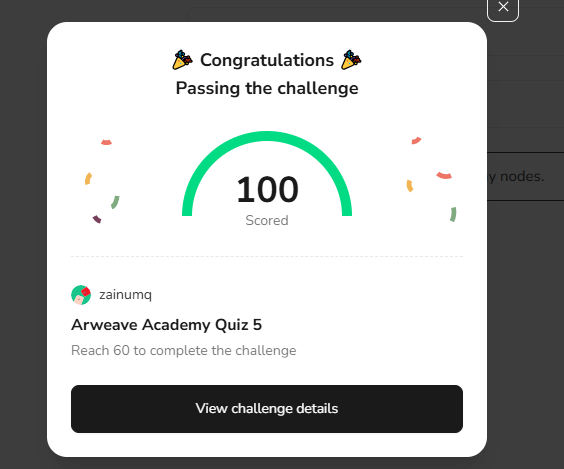 Congratulations
Passing the challenge
y nodes.
100
Scored
zainumq
Arweave Academy Quiz 5
Reach 60 to complete the challenge
View challenge details